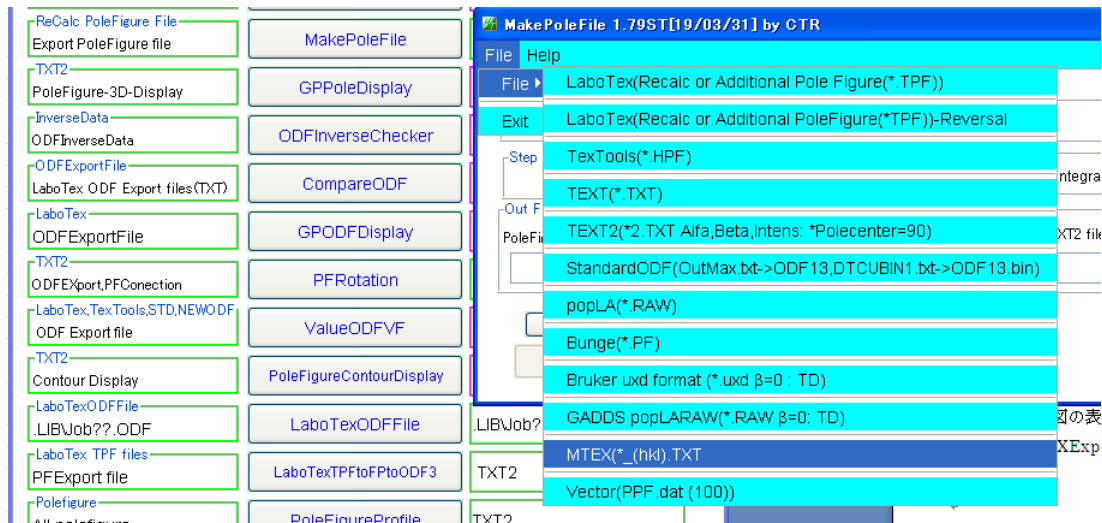 ReCalc PoleFigure File
Export PoleFigure file
MakePoleFile
TXT2
PoleFigure-3D-Display
GPPoleDisplay
InverseData
ODFInverseData
ODFInverseChecker
ODFExportFile
LaboTex ODF Export files(TXT)
CompareODF
LaboTex
ODFExportFile
GPODFDisplay
TXT2
ODFEXport,PFConection
PFRotation
LaboTex,TexTools,STD,NEWODF
ODF Export file
ValueODFVF
TXT2
Contour Display
PoleFigureContourDisplay
LaboTexODFFile
.LIB\Job??.ODF
LaboTexODFFile
.LIB\Job?
LaboTex TPF files
PFExport file
LaboTexTPFtoFPtoODF3
TXT2
Polefigure
PoleFigureProfile
TXT2
MakePoleFile 1.79ST[19/03/31] by CTR
File Help
File
Exit
Step
Out F
PoleFi
LaboTex(Recalc or Additional Pole Figure(*.TPF))
LaboTex(Recalc or Additional PoleFigure(*TPF))-Reversal
TexTools(*.HPF)
TEXT(*.TXT)
TEXT2(*2.TXT Alfa,Beta,Intens: *Polecenter=90)
StandardODF(OutMax.txt->ODF13,DTCUBIN1.txt->ODF13.bin)
popLA(*.RAW)
Bunge(*.PF)
Bruker uxd format (*.uxd β=0 : TD)
GADDS popLARAW(*.RAW β=0: TD)
MTEX(*_(hkl).TXT
Vector(PPF.dat (100))
ntegra
XT2 file
図の表
XExp